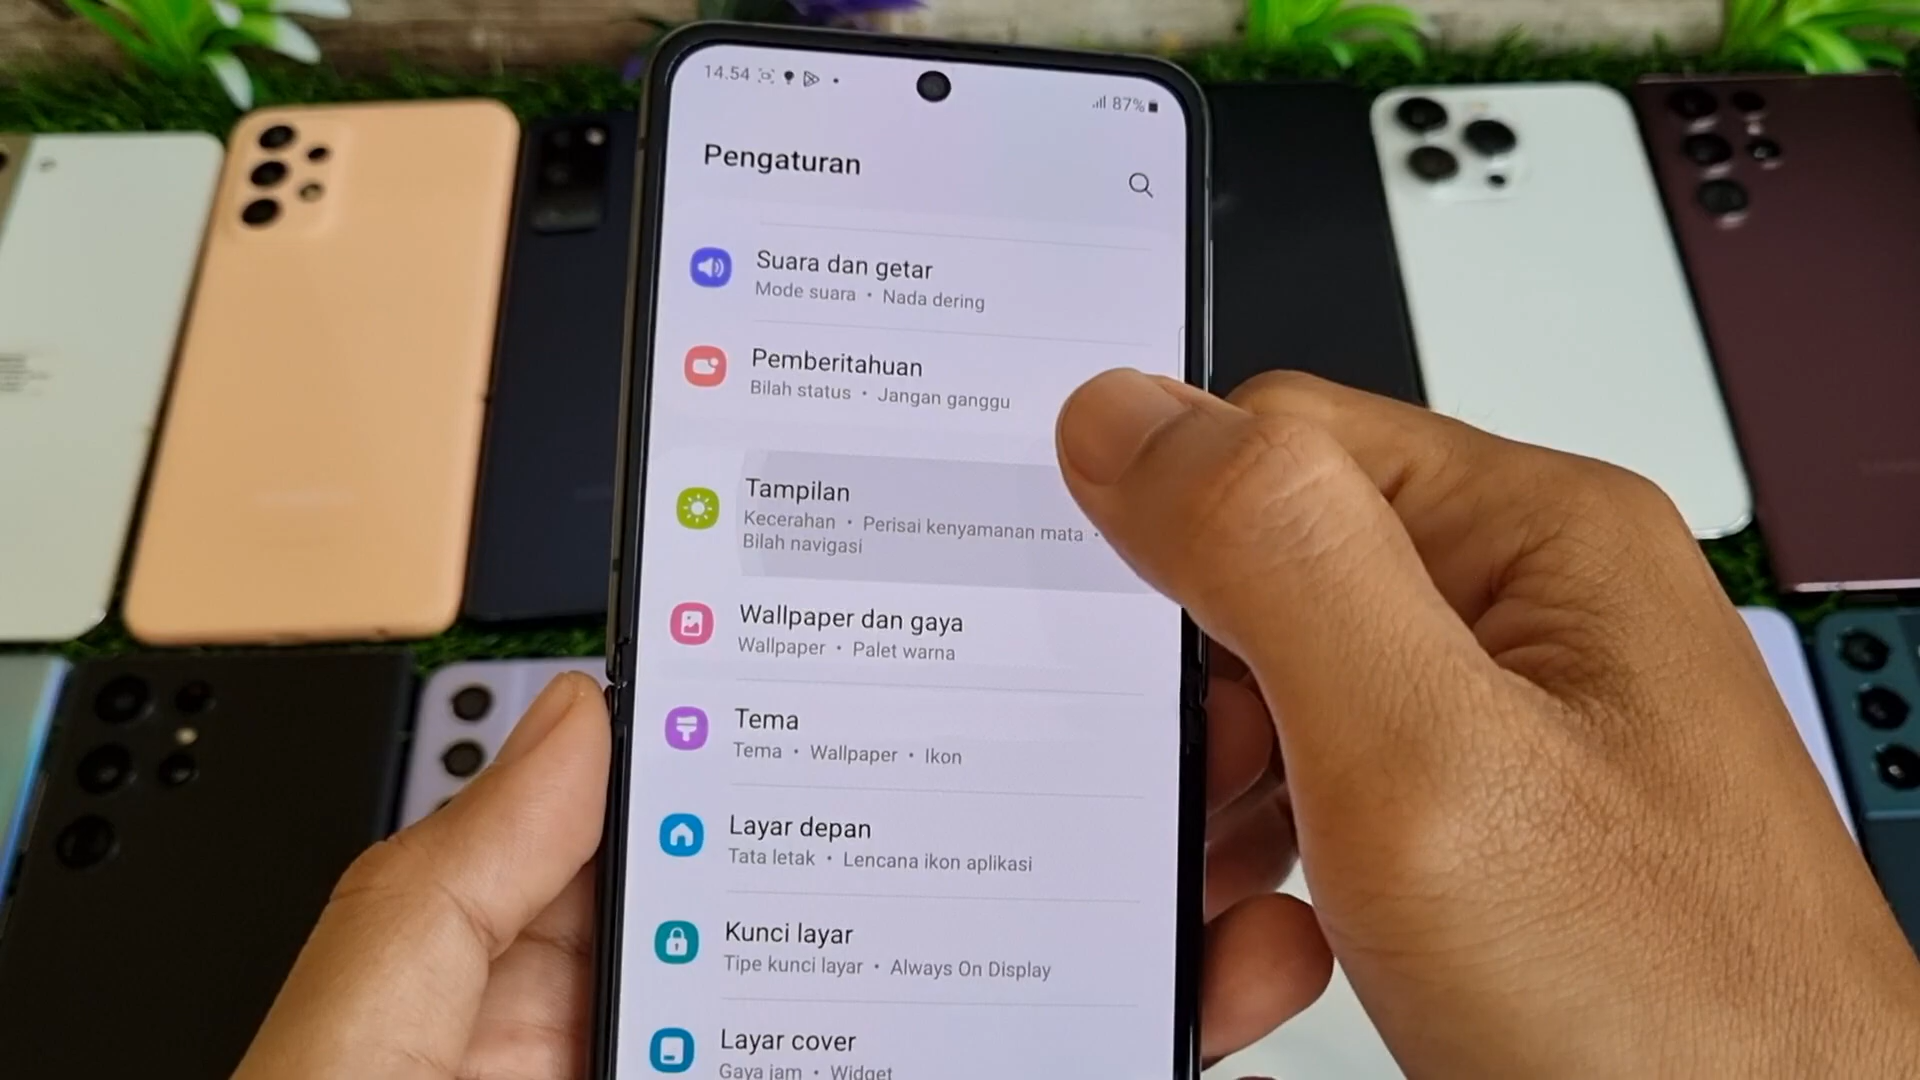 14.54
87%
Pengaturan
Suara dan getar
Mode suara • Nada dering
Pemberitahuan
Bilah status • Jangan ganggu
Tampilan
Kecerahan • Perisai kenyamanan mata •
Bilah navigasi
Wallpaper dan gaya
Wallpaper • Palet warna
Tema
Tema • Wallpaper • Ikon
Layar depan
Tata letak • Lencana ikon aplikasi
Kunci layar
Tipe kunci layar • Always On Display
Layar cover
Gaya jam • Widget